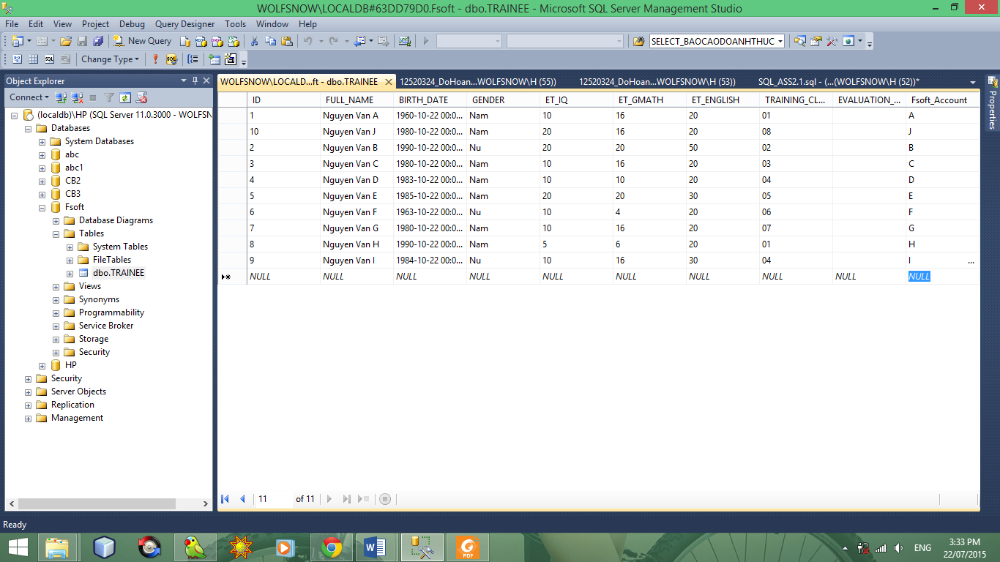 WOLFSNOW\LOCALDB#63DD79D0.Fsoft - dbo.TRAINEE - Microsoft SQL Server Management Studio
File Edit View Project Debug Query Designer Tools Window Help
New Query SELECT_BAOCAODOANHTHUC
Change Type
Object Explorer
Connect
(localdb)\HP (SQL Server 11.0.3000 - WOLFSN
Databases
System Databases
abc
abc1
CB2
CB3
Fsoft
Database Diagrams
Tables
System Tables
FileTables
dbo.TRAINEE
Views
Synonyms
Programmability
Service Broker
Storage
Security
HP
Security
Server Objects
Replication
Management
WOLFSNOW\LOCALD...ft - dbo.TRAINEE 12520324_DoHoan...WOLFSNOW\H (55)) 12520324_DoHoan...WOLFSNOW\H (53)) SQL_ASS2.1.sql - (...(WOLFSNOW\H (52))*
ID FULL_NAME BIRTH_DATE GENDER ET_IQ ET_GMATH ET_ENGLISH TRAINING_CL... EVALUATION_... Fsoft_Account
1 Nguyen Van A 1960-10-22 00:0... Nam 10 16 20 01 A
10 Nguyen Van J 1980-10-22 00:0... Nam 20 16 20 08 J
2 Nguyen Van B 1990-10-22 00:0... Nu 20 20 50 02 B
3 Nguyen Van C 1980-10-22 00:0... Nam 10 16 20 03 C
4 Nguyen Van D 1983-10-22 00:0... Nam 10 10 20 04 D
5 Nguyen Van E 1985-10-22 00:0... Nam 20 20 30 05 E
6 Nguyen Van F 1963-10-22 00:0... Nu 10 4 20 06 F
7 Nguyen Van G 1980-10-22 00:0... Nam 10 16 20 07 G
8 Nguyen Van H 1990-10-22 00:0... Nam 5 6 20 01 H
9 Nguyen Van I 1984-10-22 00:0... Nu 10 16 30 04 I ...
NULL NULL NULL NULL NULL NULL NULL NULL NULL NULL
11 of 11
Properties
Ready
ENG
3:33 PM
22/07/2015
PDF